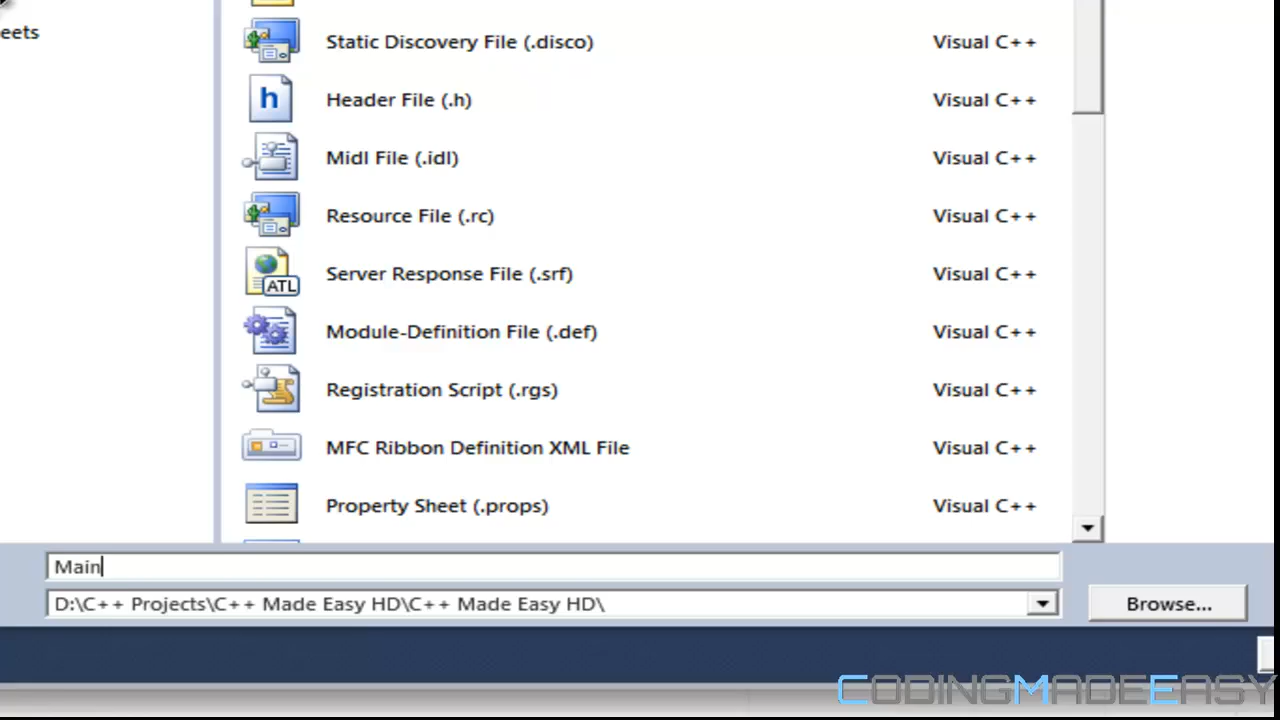 eets
Static Discovery File (.disco) Visual C++
h Header File (.h) Visual C++
Midl File (.idl) Visual C++
Resource File (.rc) Visual C++
ATL Server Response File (.srf) Visual C++
Module-Definition File (.def) Visual C++
Registration Script (.rgs) Visual C++
MFC Ribbon Definition XML File Visual C++
Property Sheet (.props) Visual C++
Main
D:\C++ Projects\C++ Made Easy HD\C++ Made Easy HD\ Browse...
CODINGMADEEASY